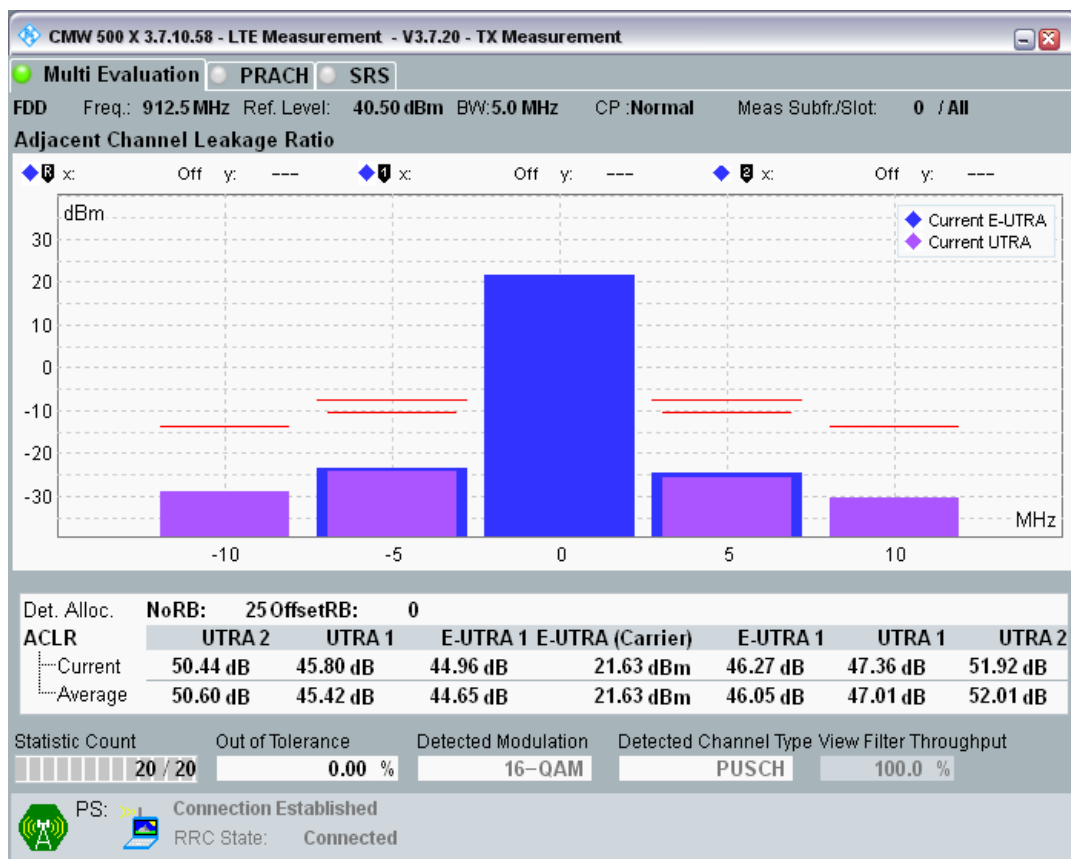 CMW 500 X 3.7.10.58 - LTE Measurement - V3.7.20 - TX Measurement
Multi Evaluation PRACH SRS
FDD Freq.: 912.5 MHz Ref. Level: 40.50 dBm BW:5.0 MHz CP :Normal Meas Subfr./Slot: 0 / All
Adjacent Channel Leakage Ratio
R x: Off y: --- 1 x: Off y: --- 2 x: Off y: ---
dBm
Current E-UTRA
Current UTRA
30
20
10
0
-10
-20
-30
MHz
-10 -5 0 5 10
Det. Alloc. NoRB: 25 OffsetRB: 0
ACLR UTRA 2 UTRA 1 E-UTRA 1 E-UTRA (Carrier) E-UTRA 1 UTRA 1 UTRA 2
Current 50.44 dB 45.80 dB 44.96 dB 21.63 dBm 46.27 dB 47.36 dB 51.92 dB
Average 50.60 dB 45.42 dB 44.65 dB 21.63 dBm 46.05 dB 47.01 dB 52.01 dB
Statistic Count Out of Tolerance Detected Modulation Detected Channel Type View Filter Throughput
20 / 20 0.00 % 16-QAM PUSCH 100.0 %
PS: Connection Established
RRC State: Connected